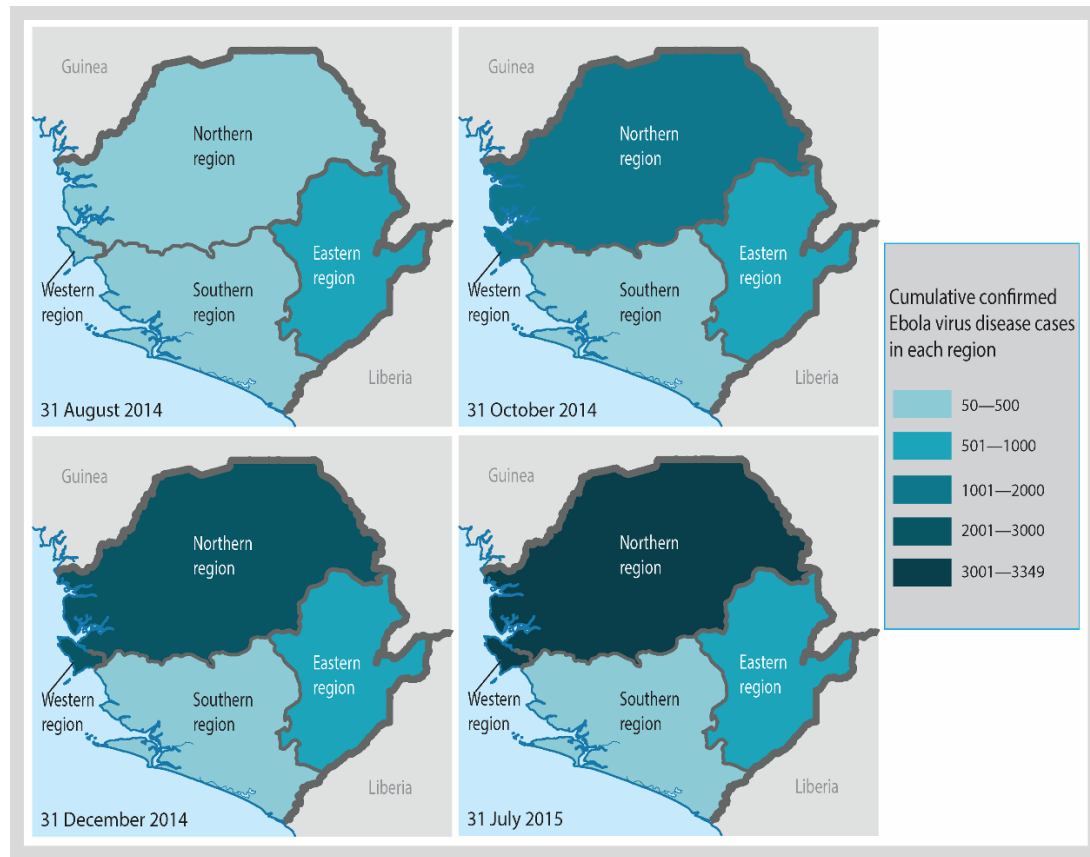 Guinea
Northern
region
Eastern
region
Western
region
Southern
region
Liberia
31 August 2014
Guinea
Northern
region
Eastern
region
Western
region
Southern
region
Liberia
31 October 2014
Guinea
Northern
region
Eastern
region
Western
region
Southern
region
Liberia
31 December 2014
Guinea
Northern
region
Eastern
region
Western
region
Southern
region
Liberia
31 July 2015
Cumulative confirmed
Ebola virus disease cases
in each region
50—500
501—1000
1001—2000
2001—3000
3001—3349